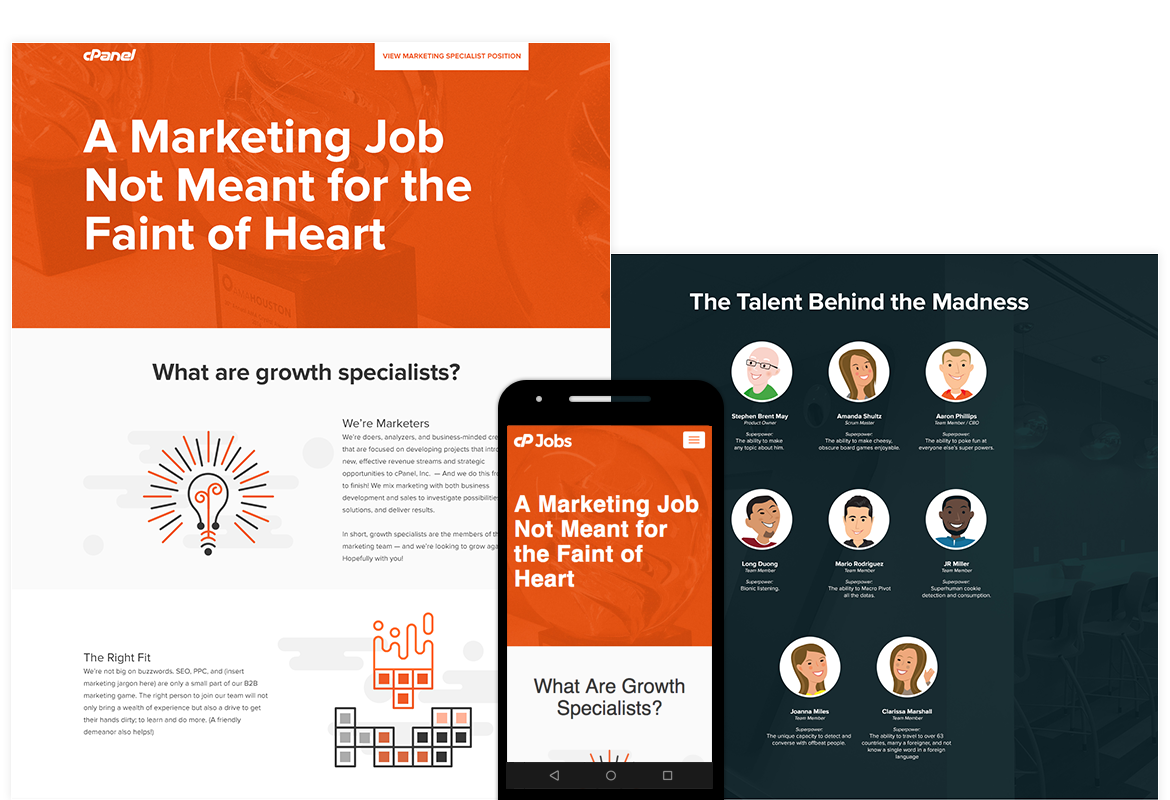 cPanel
VIEW MARKETING SPECIALIST POSITION
A Marketing Job
Not Meant for the
Faint of Heart
HOUSTON
What are growth specialists?
We're Marketers
We're doers, analyzers, and business-minded
that are focused on developing projects that
new, effective revenue streams and strategic
opportunities to cPanel, Inc. — And we do this
to finish! We mix marketing with both business
development and sales to investigate
solutions, and deliver results.
In short, growth specialists are the members of
marketing team — and we're looking to grow
Hopefully with you!
The Right Fit
We're not big on buzzwords. SEO, PPC, and (insert
marketing jargon here) are only a small part of our B2B
marketing game. The right person to join our team will not
only bring a wealth of experience but also a drive to get
their hands dirty; to learn and do more. (A friendly
demeanor also helps!)
cP Jobs
A Marketing Job
Not Meant for
the Faint of
Heart
What Are Growth
Specialists?
The Talent Behind the Madness
Stephen Brent May
Product Owner
Superpower:
The ability to make
any topic about him.
Amanda Shultz
Scrum Master
Superpower:
The ability to make cheesy,
obscure board games enjoyable.
Aaron Phillips
Team Member / CBO
Superpower:
The ability to poke fun at
everyone else's super powers.
Long Duong
Team Member
Superpower:
Bionic listening.
Mario Rodriguez
Team Member
Superpower:
The ability to Macro Pivot
all the datas.
JR Miller
Team Member
Superpower:
Superhuman cookie
detection and consumption.
Joanna Miles
Team Member
Superpower:
The unique capacity to detect and
converse with offbeat people.
Clarissa Marshall
Team Member
Superpower:
The ability to travel to over 63
countries, marry a foreigner, and not
know a single word in a foreign
language